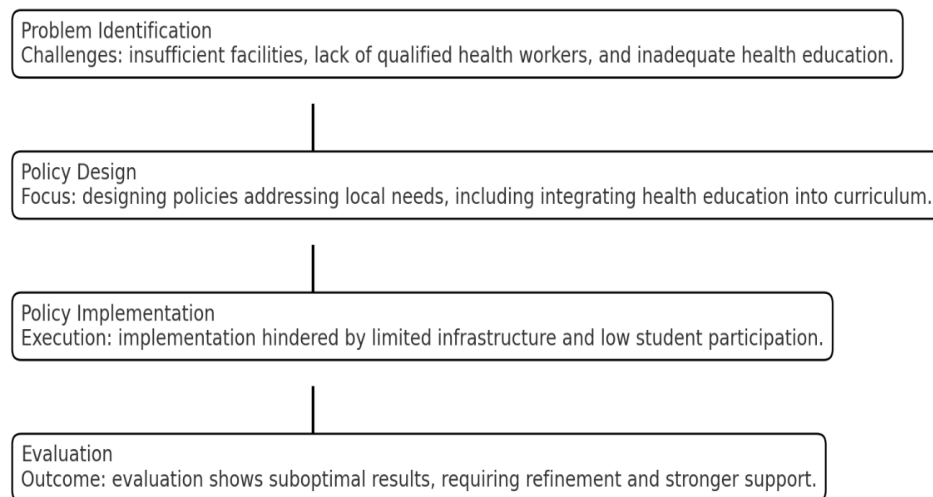 Problem Identification
Challenges: insufficient facilities, lack of qualified health workers, and inadequate health education.
Policy Design
Focus: designing policies addressing local needs, including integrating health education into curriculum.
Policy Implementation
Execution: implementation hindered by limited infrastructure and low student participation.
Evaluation
Outcome: evaluation shows suboptimal results, requiring refinement and stronger support.